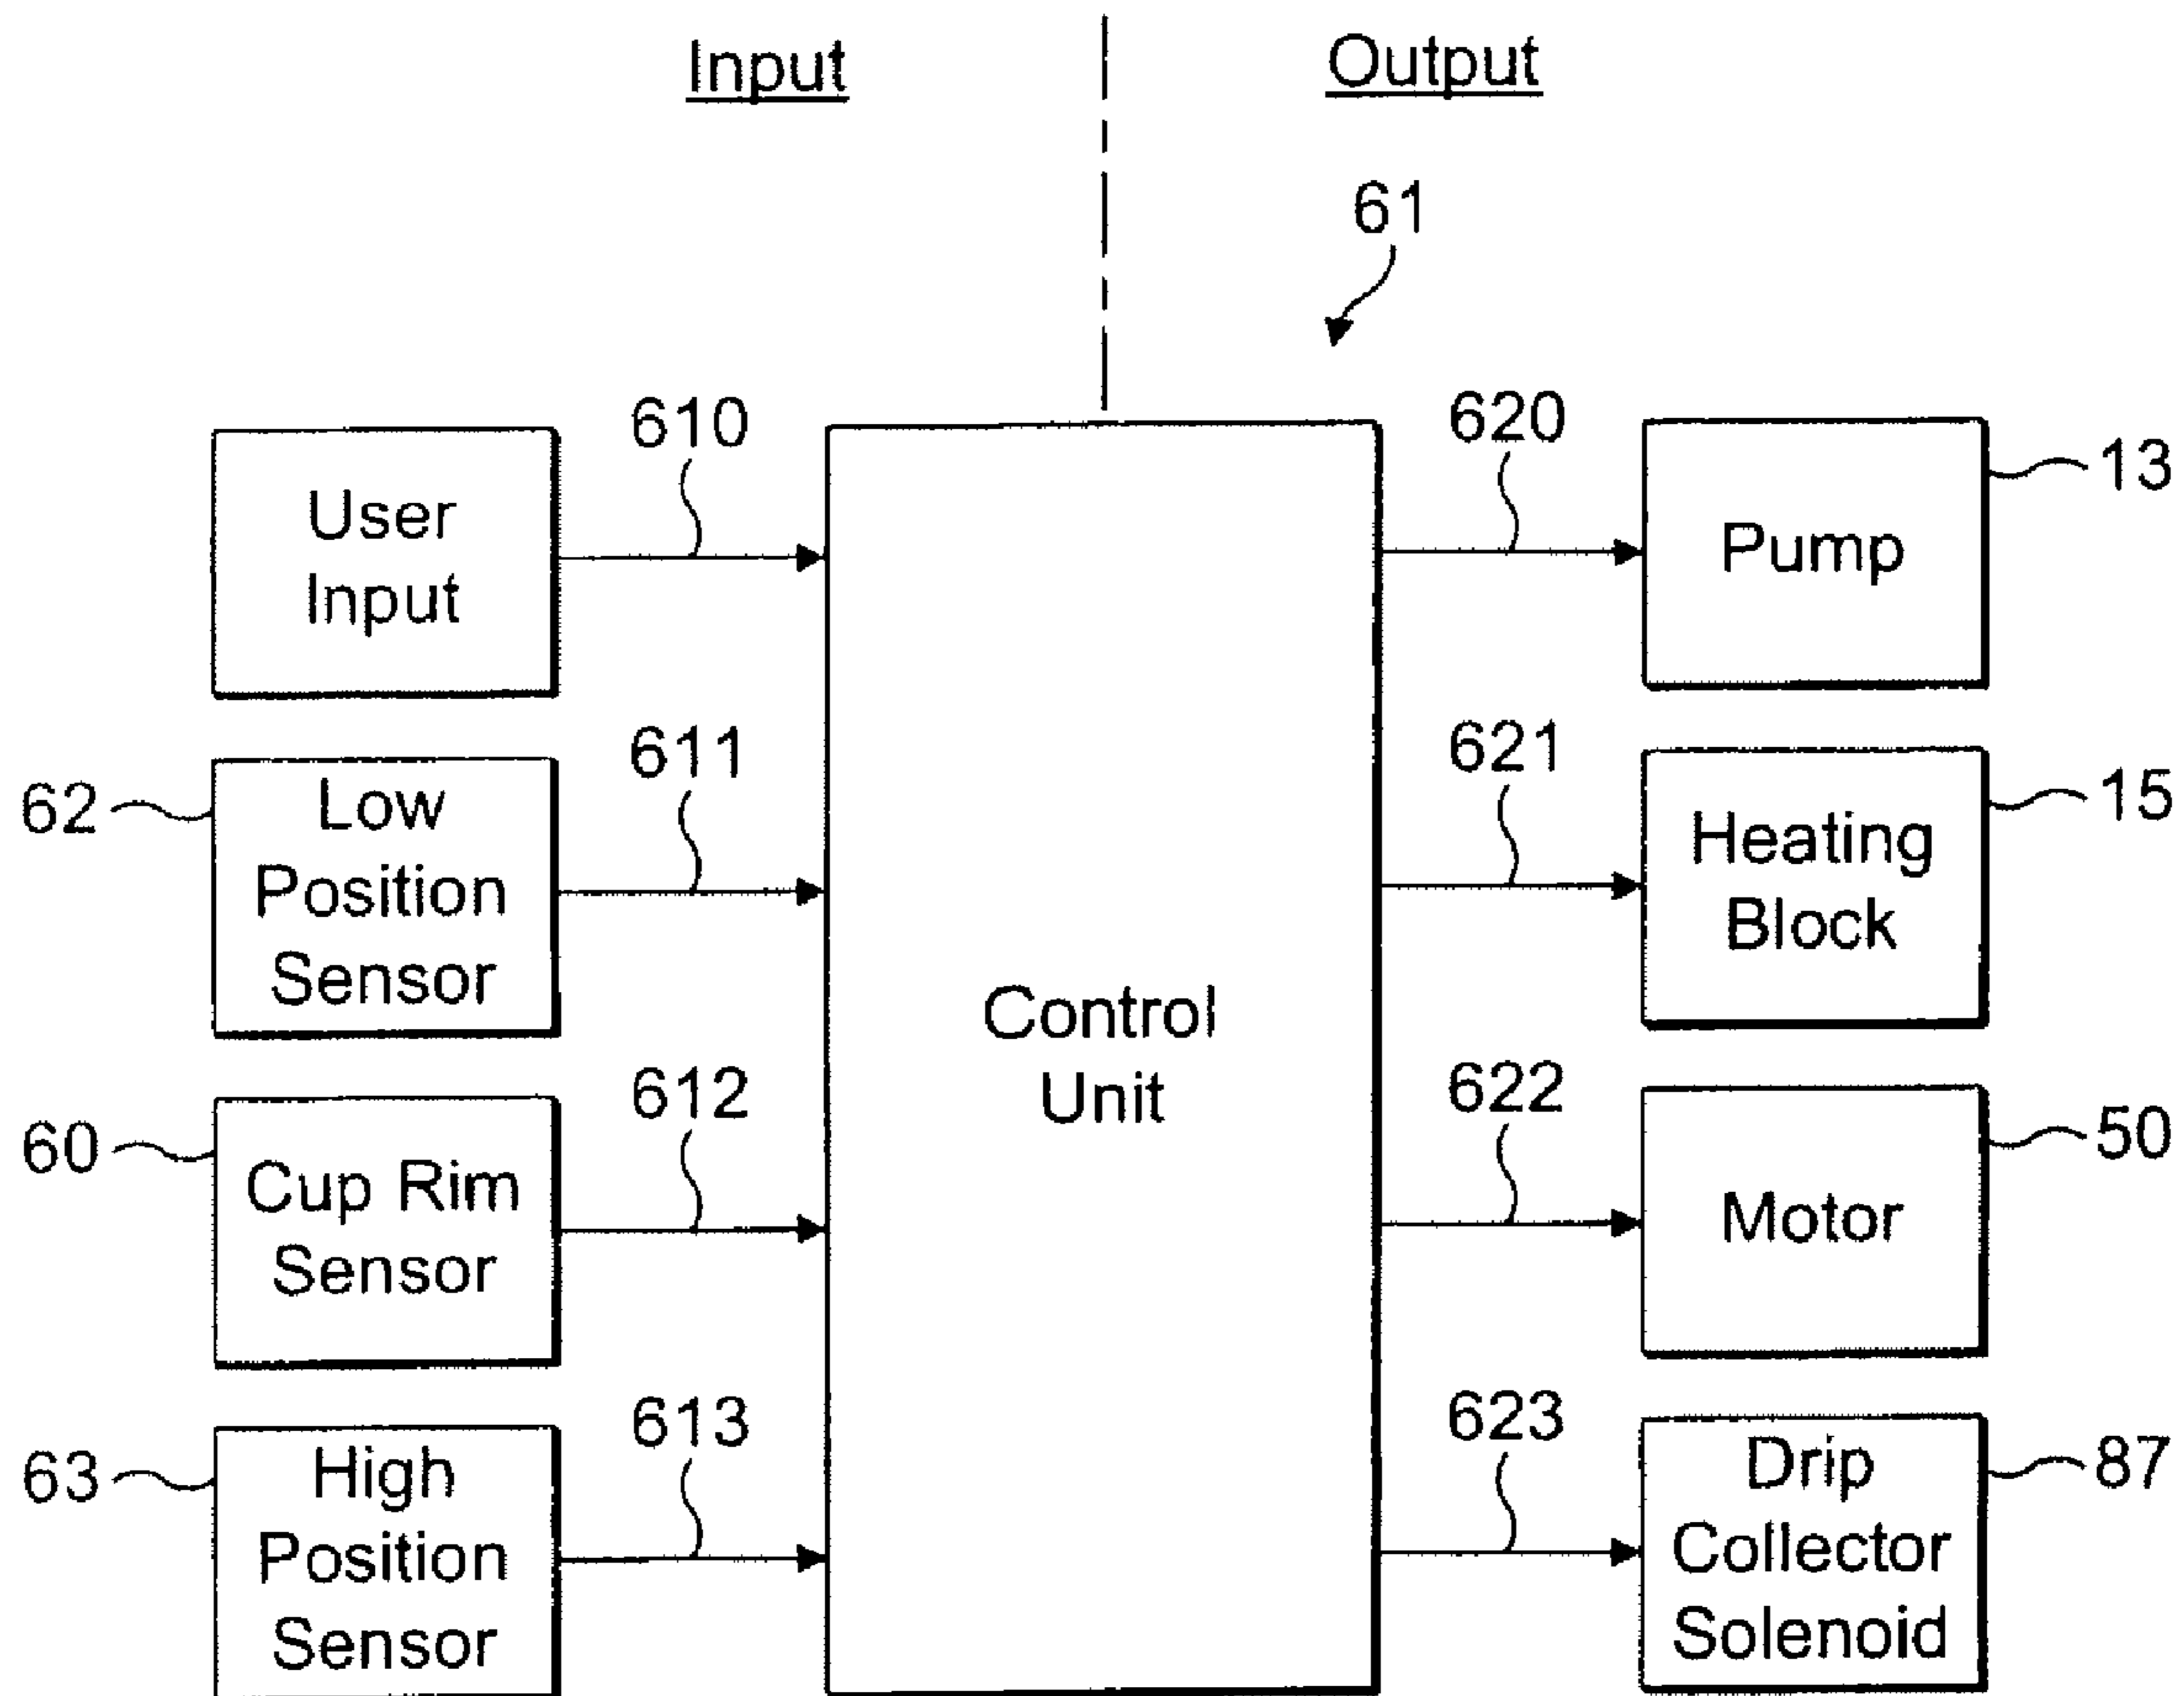 Input
Output
61
610
620
User
Input
Pump
13
62
Low
Position
Sensor
611
621
Heating
Block
15
Control
Unit
60
Cup Rim
Sensor
612
622
Motor
50
63
High
Position
Sensor
613
623
Drip
Collector
Solenoid
87